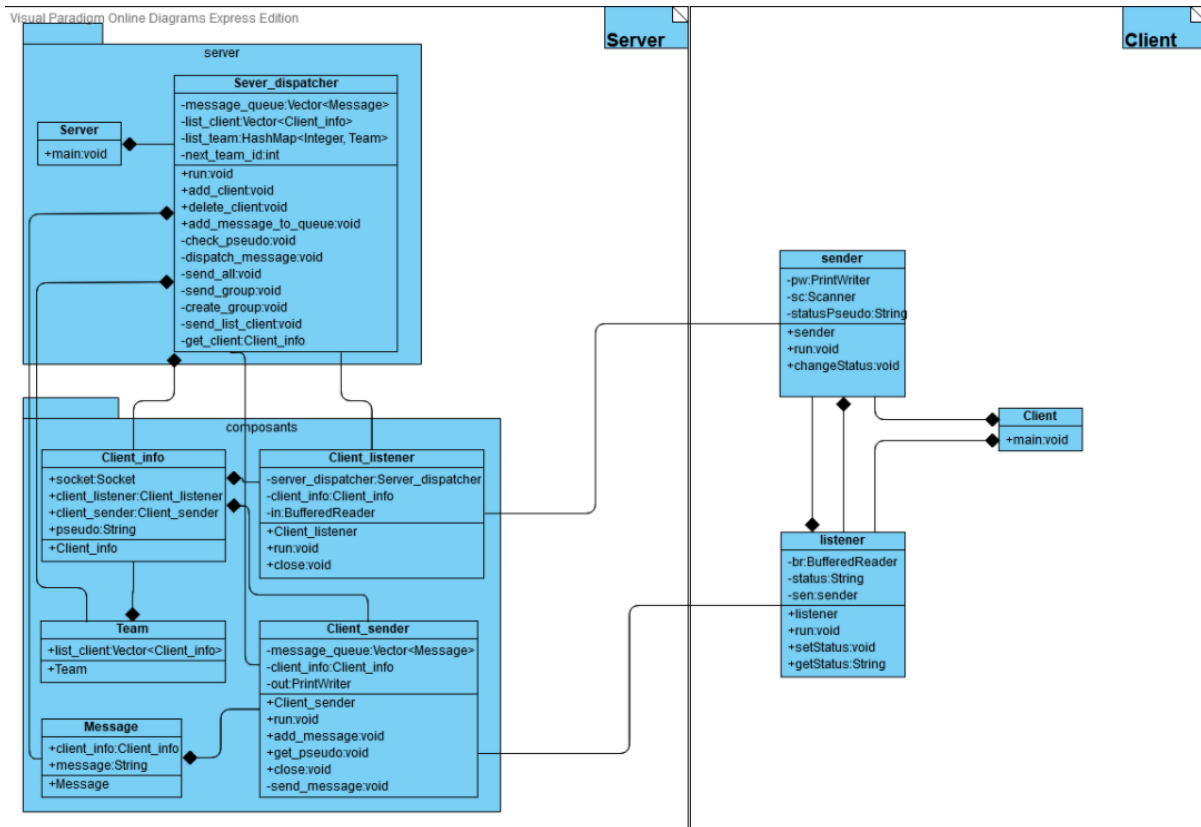 Visual Paradigm Online Diagrams Express Edition
Server
Client
server
Sever_dispatcher
-message_queue:Vector<Message>
-list_client:Vector<Client_info>
-list_team:HashMap<Integer, Team>
-next_team_id:int
+run:void
+add_client:void
+delete_client:void
+add_message_to_queue:void
-check_pseudo:void
-dispatch_message:void
-send_all:void
-send_group:void
-create_group:void
-send_list_client:void
-get_client:Client_info
Server
+main:void
composants
Client_info
+socket:Socket
+client_listener:Client_listener
+client_sender:Client_sender
+pseudo:String
+Client_info
Client_listener
-server_dispatcher:Server_dispatcher
-client_info:Client_info
-in:BufferedReader
+Client_listener
+run:void
+close:void
Team
+list_client:Vector<Client_info>
+Team
Client_sender
-message_queue:Vector<Message>
-client_info:Client_info
-out:PrintWriter
+Client_sender
+run:void
+add_message:void
+get_pseudo:void
+close:void
-send_message:void
Message
+client_info:Client_info
+message:String
+Message
sender
-pw:PrintWriter
-sc:Scanner
-statusPseudo:String
+sender
+run:void
+changeStatus:void
Client
+main:void
listener
-br:BufferedReader
-status:String
-sen:sender
+listener
+run:void
+setStatus:void
+getStatus:String